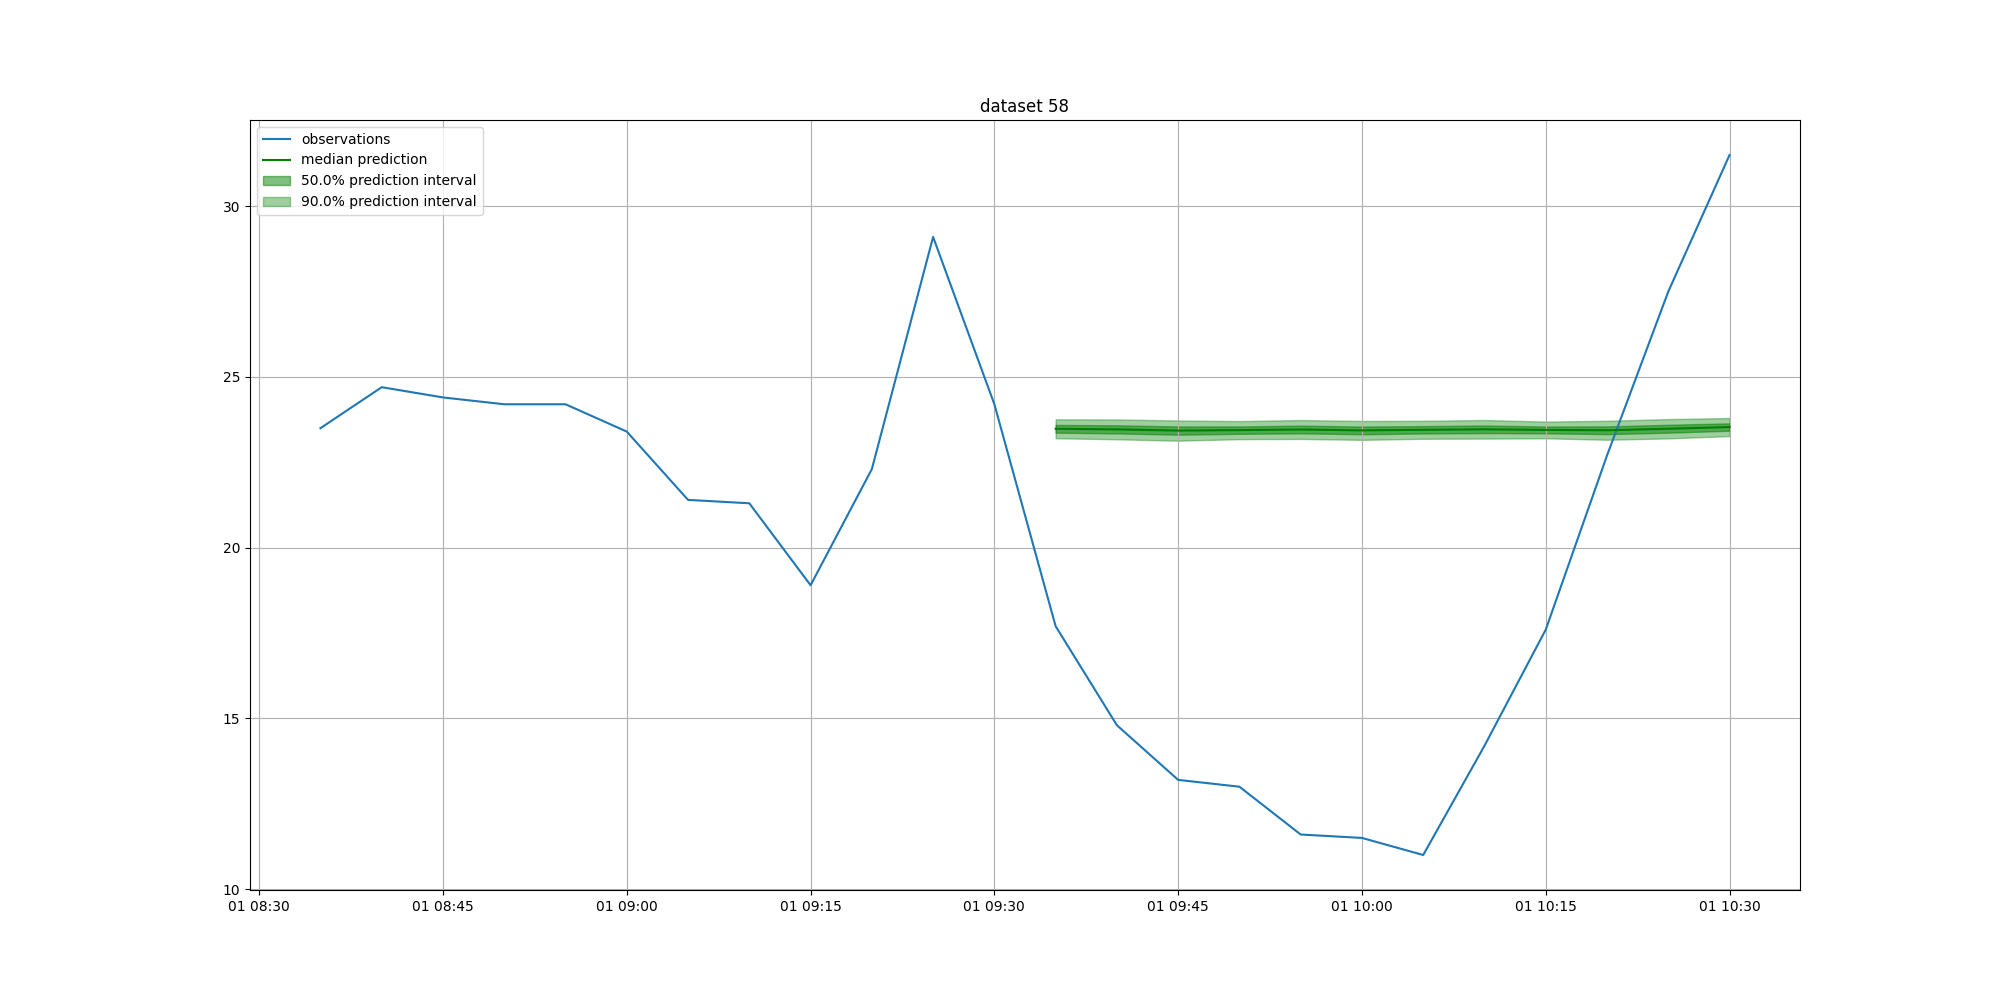 dataset 58
observations
median prediction
50.0% prediction interval
90.0% prediction interval
30
25
20
15
10
01 08:30 01 08:45 01 09:00 01 09:15 01 09:30 01 09:45 01 10:00 01 10:15 01 10:30